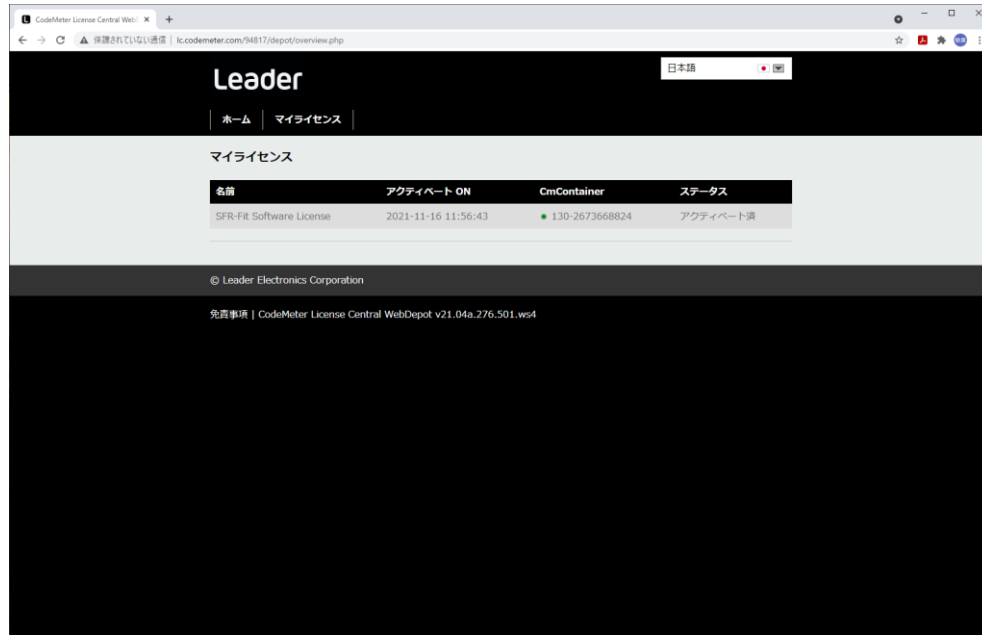 CodeMeter License Central Web
保護されていない通信 | lc.codemeter.com/94817/depot/overview.php
Leader
日本語
ホーム マイライセンス
マイライセンス
名前 アクティベート ON CmContainer ステータス
SFR-Fit Software License 2021-11-16 11:56:43 130-2673668824 アクティベート済
© Leader Electronics Corporation
免責事項 | CodeMeter License Central WebDepot v21.04a.276.501.ws4